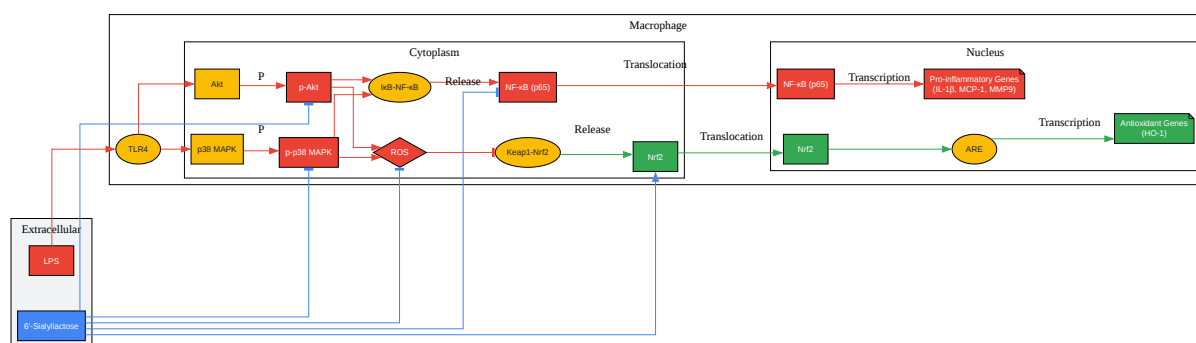 Macrophage
Cytoplasm
Nucleus
Akt
P
p-Akt
IκB-NF-κB
Release
NF-κB (p65)
Translocation
NF-κB (p65)
Transcription
Pro-inflammatory Genes
(IL-1β, MCP-1, MMP9)
TLR4
p38 MAPK
P
p-p38 MAPK
ROS
Keap1-Nrf2
Release
Nrf2
Translocation
Nrf2
ARE
Transcription
Antioxidant Genes
(HO-1)
Extracellular
LPS
6'-Sialyllactose